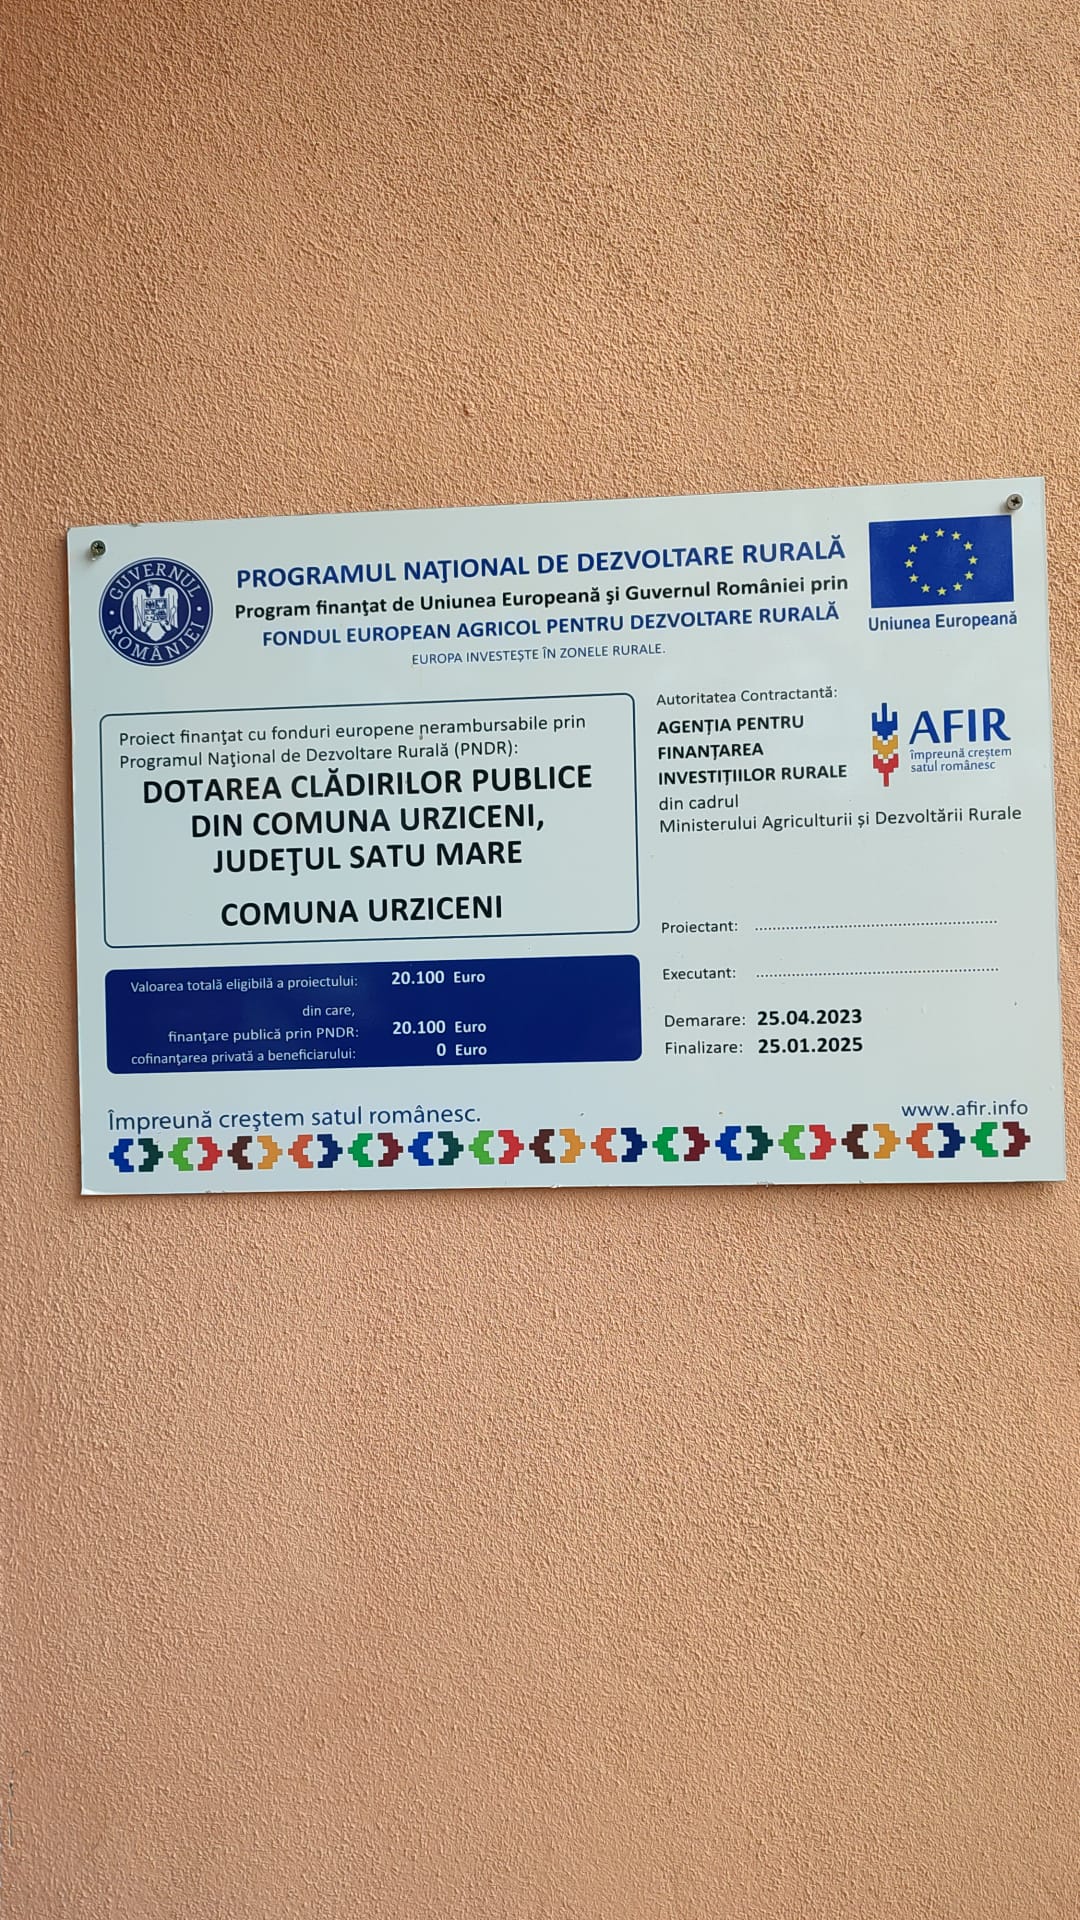 GUVERNUL ROMÂNIEI
PROGRAMUL NAŢIONAL DE DEZVOLTARE RURALĂ
Program finanţat de Uniunea Europeană şi Guvernul României prin
FONDUL EUROPEAN AGRICOL PENTRU DEZVOLTARE RURALĂ
EUROPA INVESTEŞTE ÎN ZONELE RURALE.
Uniunea Europeană
Proiect finanţat cu fonduri europene nerambursabile prin
Programul Naţional de Dezvoltare Rurală (PNDR):
DOTAREA CLĂDIRILOR PUBLICE
DIN COMUNA URZICENI,
JUDEŢUL SATU MARE
COMUNA URZICENI
Valoarea totală eligibilă a proiectului: 20.100 Euro
din care,
finanţare publică prin PNDR: 20.100 Euro
cofinanţarea privată a beneficiarului: 0 Euro
Autoritatea Contractantă:
AGENŢIA PENTRU
FINANŢAREA
INVESTIŢIILOR RURALE
din cadrul
Ministerului Agriculturii și Dezvoltării Rurale
AFIR
împreună creștem
satul românesc
Proiectant: ......................................................
Executant: ......................................................
Demarare: 25.04.2023
Finalizare: 25.01.2025
Împreună creştem satul românesc.
www.afir.info